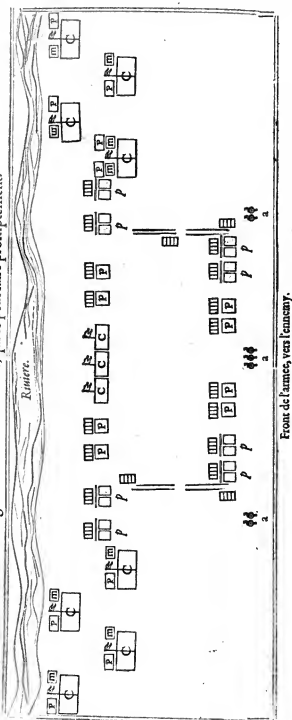 Riuiere.
P m P m P m P m
C C C C
P m P m P m P m
C C C C
p p P P C C C P P p p
p p P P P P p p
a a a
Front de l'armee, vers l'ennemy.